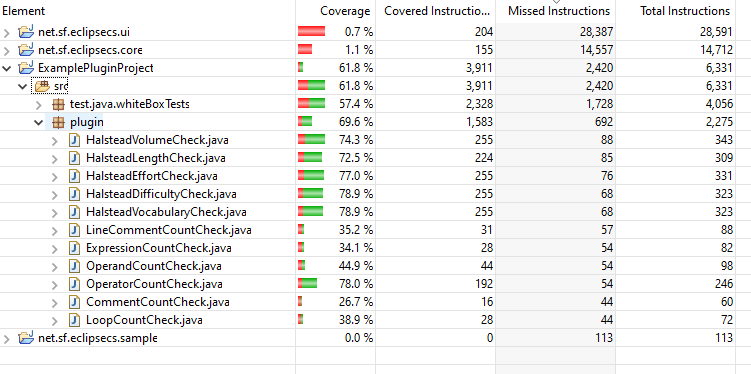 Element Coverage Covered Instructio... Missed Instructions Total Instructions
net.sf.eclipsecs.ui 0.7 % 204 28,387 28,591
net.sf.eclipsecs.core 1.1 % 155 14,557 14,712
ExamplePluginProject 61.8 % 3,911 2,420 6,331
src 61.8 % 3,911 2,420 6,331
test.java.whiteBoxTests 57.4 % 2,328 1,728 4,056
plugin 69.6 % 1,583 692 2,275
HalsteadVolumeCheck.java 74.3 % 255 88 343
HalsteadLengthCheck.java 72.5 % 224 85 309
HalsteadEffortCheck.java 77.0 % 255 76 331
HalsteadDifficultyCheck.java 78.9 % 255 68 323
HalsteadVocabularyCheck.java 78.9 % 255 68 323
LineCommentCountCheck.java 35.2 % 31 57 88
ExpressionCountCheck.java 34.1 % 28 54 82
OperandCountCheck.java 44.9 % 44 54 98
OperatorCountCheck.java 78.0 % 192 54 246
CommentCountCheck.java 26.7 % 16 44 60
LoopCountCheck.java 38.9 % 28 44 72
net.sf.eclipsecs.sample 0.0 % 0 113 113